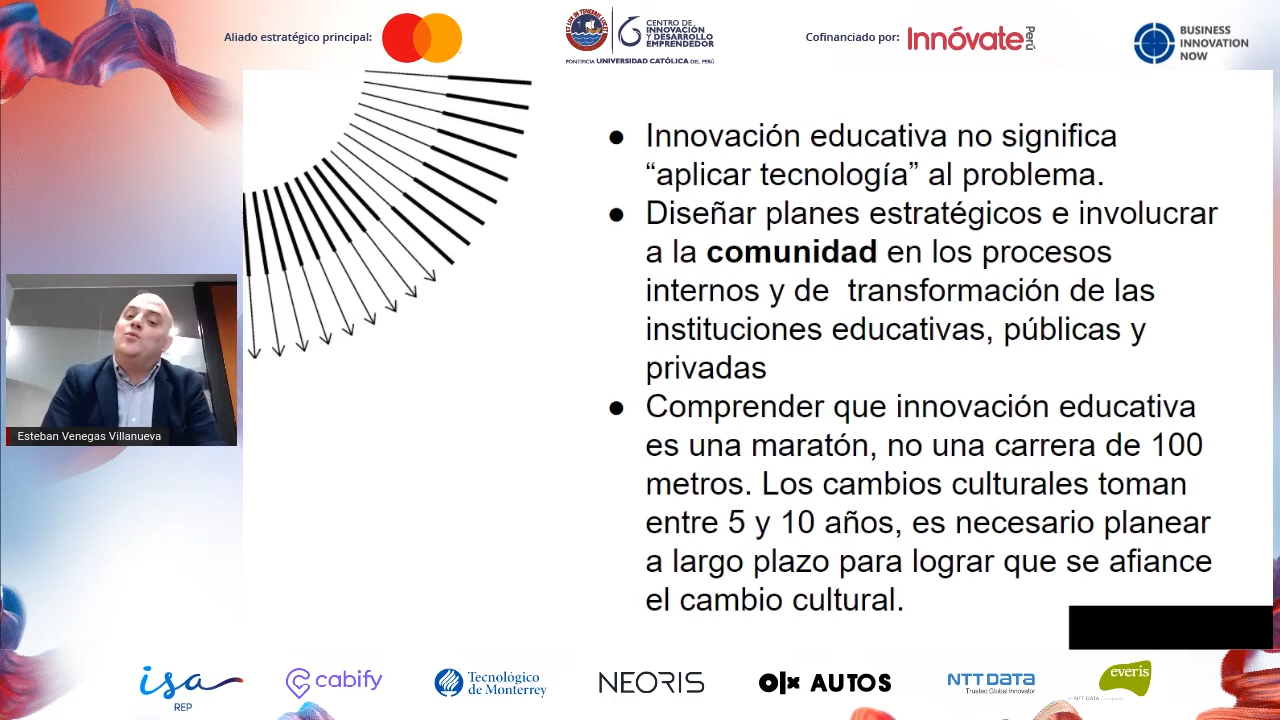 Aliado estratégico principal:
CENTRO DE
INNOVACIÓN
Y DESARROLLO
EMPRENDEDOR
PONTIFICIA UNIVERSIDAD CATÓLICA DEL PERÚ
Cofinanciado por:
Innóvate Perú
BUSINESS
INNOVATION
NOW
● Innovación educativa no significa
“aplicar tecnología” al problema.
● Diseñar planes estratégicos e involucrar
a la comunidad en los procesos
internos y de transformación de las
instituciones educativas, públicas y
privadas
● Comprender que innovación educativa
es una maratón, no una carrera de 100
metros. Los cambios culturales toman
entre 5 y 10 años, es necesario planear
a largo plazo para lograr que se afiance
el cambio cultural.
Esteban Venegas Villanueva
isa
REP
cabify
Tecnológico
de Monterrey
NEORIS
olx AUTOS
NTT DATA
Trusted Global Innovator
everis
an NTT DATA Company